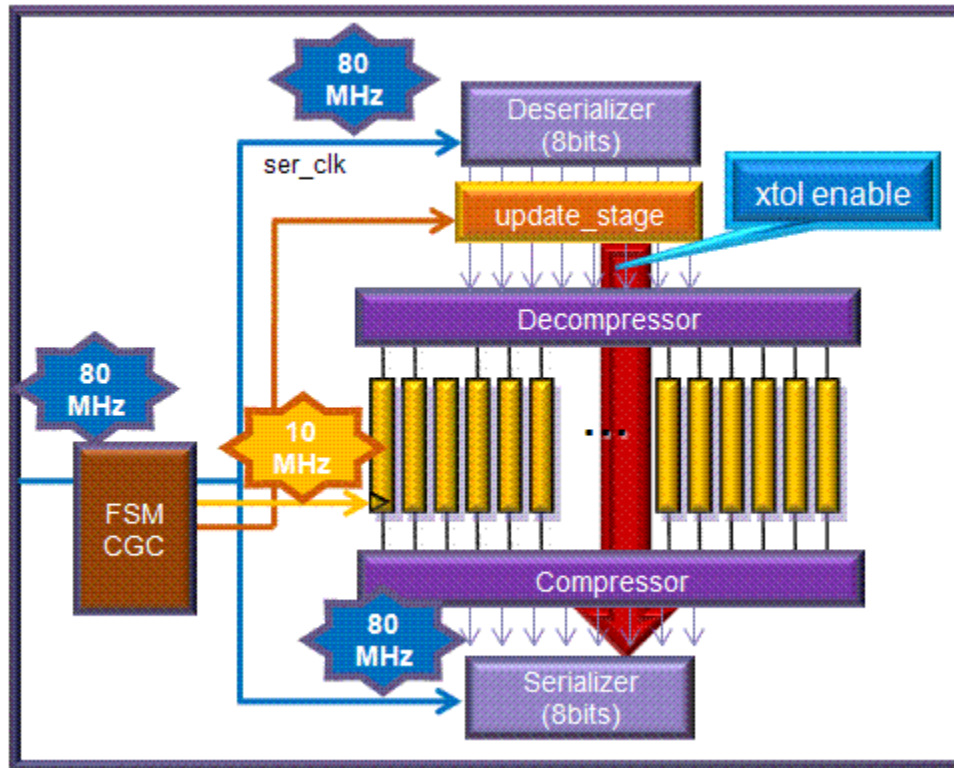 80
MHz
Deserializer
(8bits)
ser_clk
xtol enable
update_stage
Decompressor
80
MHz
10
MHz
...
FSM
CGC
Compressor
80
MHz
Serializer
(8bits)